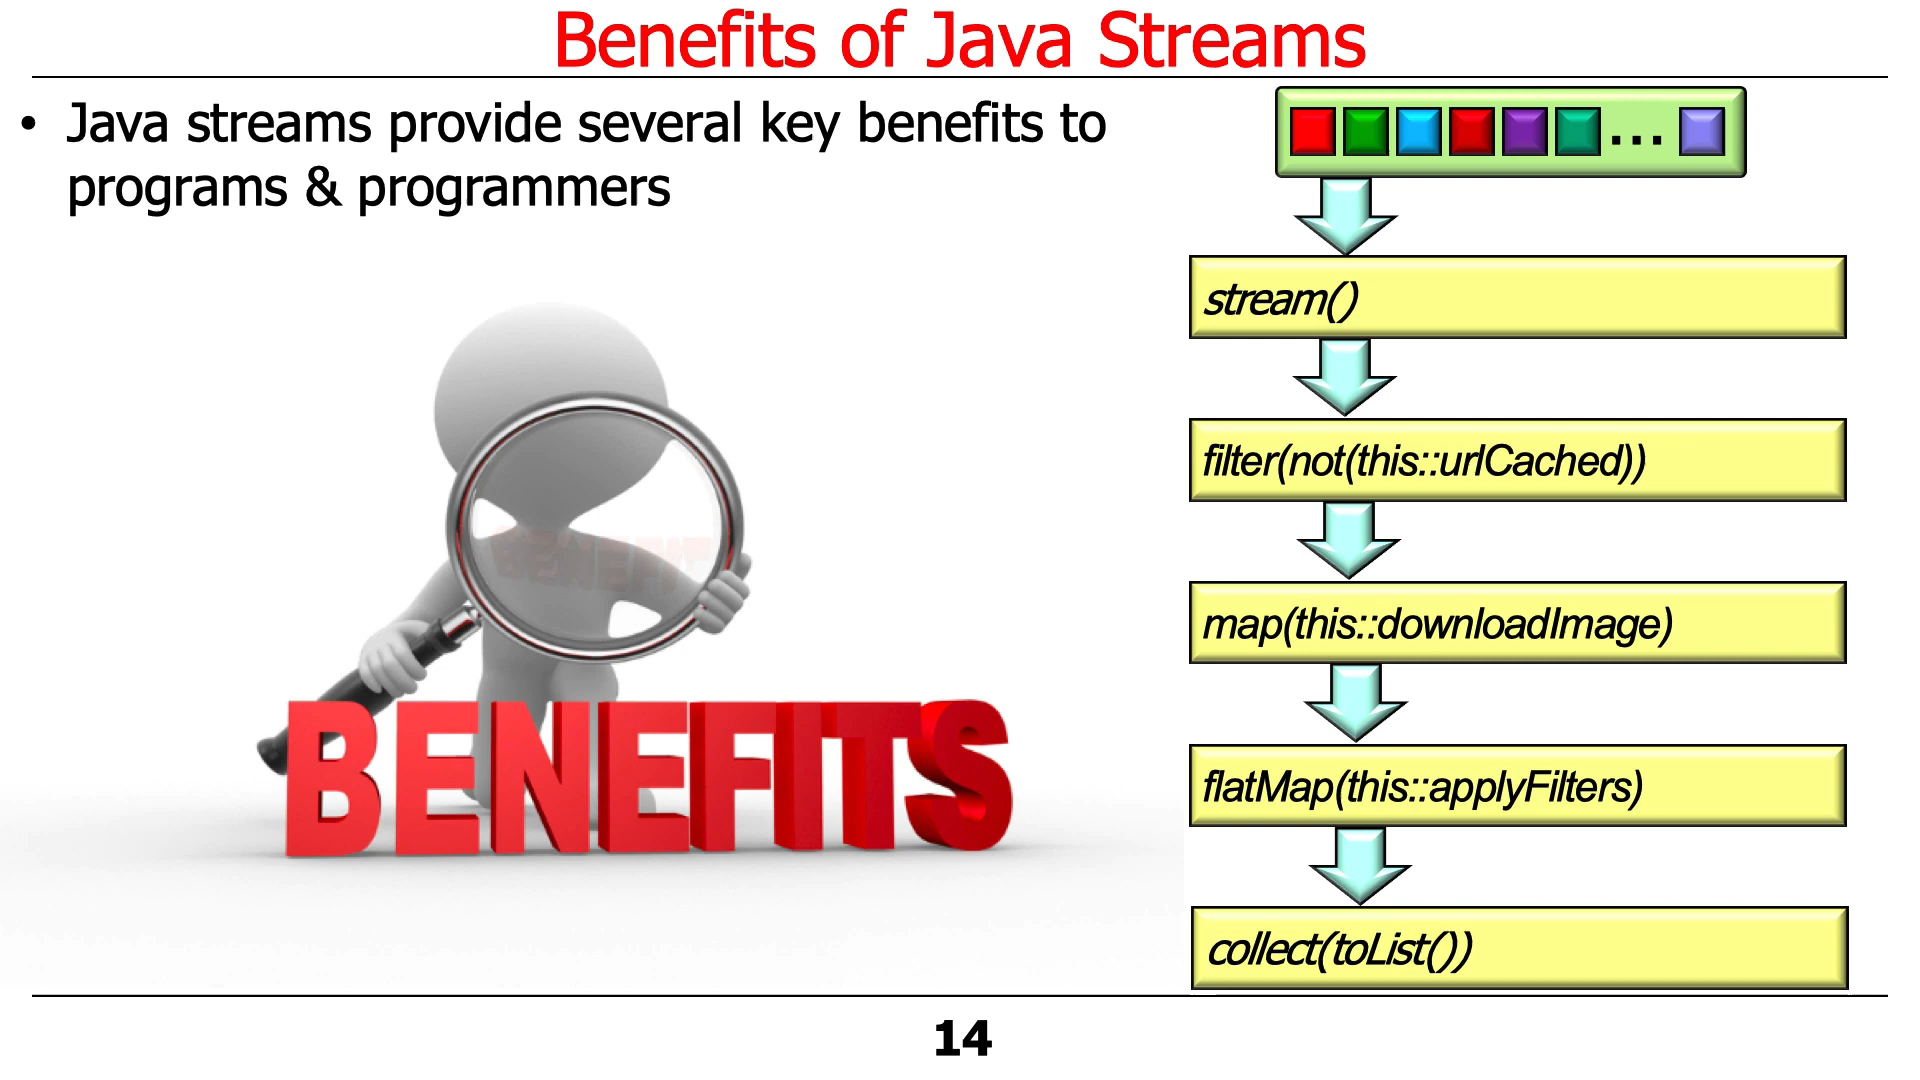 Benefits of Java Streams
• Java streams provide several key benefits to
programs & programmers
BENEFIT
BENEFITS
...
stream()
filter(not(this::urlCached))
map(this::downloadImage)
flatMap(this::applyFilters)
collect(toList())
14